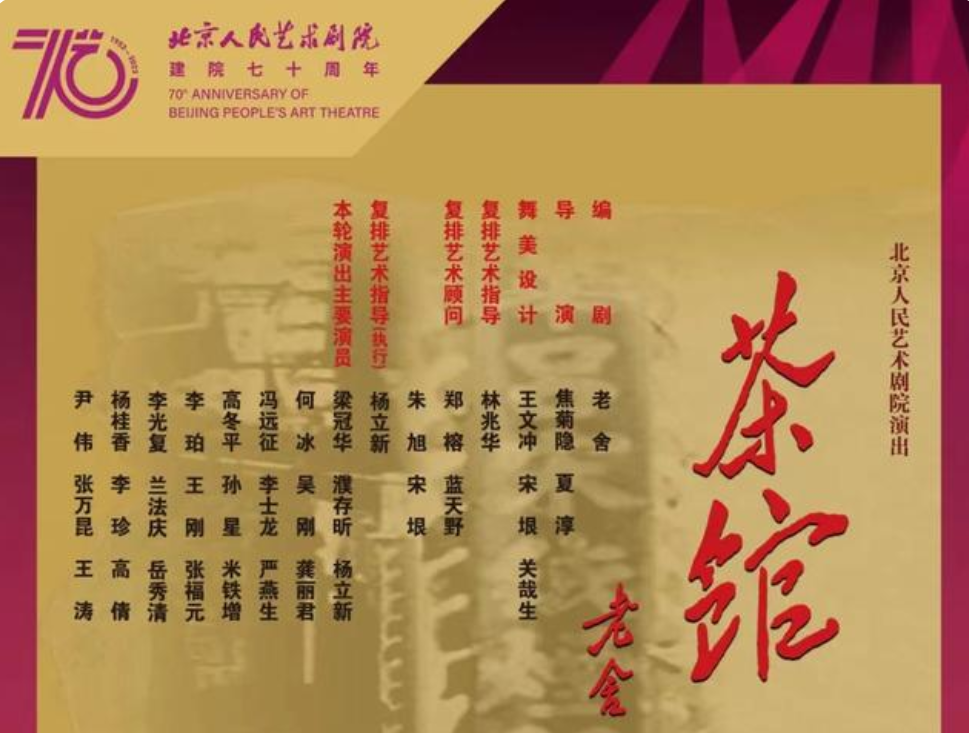 70
1952-2022
北京人民艺术剧院
建院七十周年
70th ANNIVERSARY OF
BEIJING PEOPLE'S ART THEATRE
北京人民艺术剧院演出
茶馆
老舍
编剧 老舍
导演 焦菊隐 夏淳
舞美设计 王文冲 宋垠 关哉生
复排艺术指导 林兆华
复排艺术顾问 郑榕 蓝天野
朱旭 宋垠
复排艺术指导(执行) 杨立新
本轮演出主要演员 梁冠华 濮存昕 杨立新
何冰 吴刚 龚丽君
冯远征 李士龙 严燕生
高冬平 孙星 米铁增
李珀 王刚 张福元
李光复 兰法庆 岳秀清
杨桂香 李珍 高倩
尹伟 张万昆 王涛